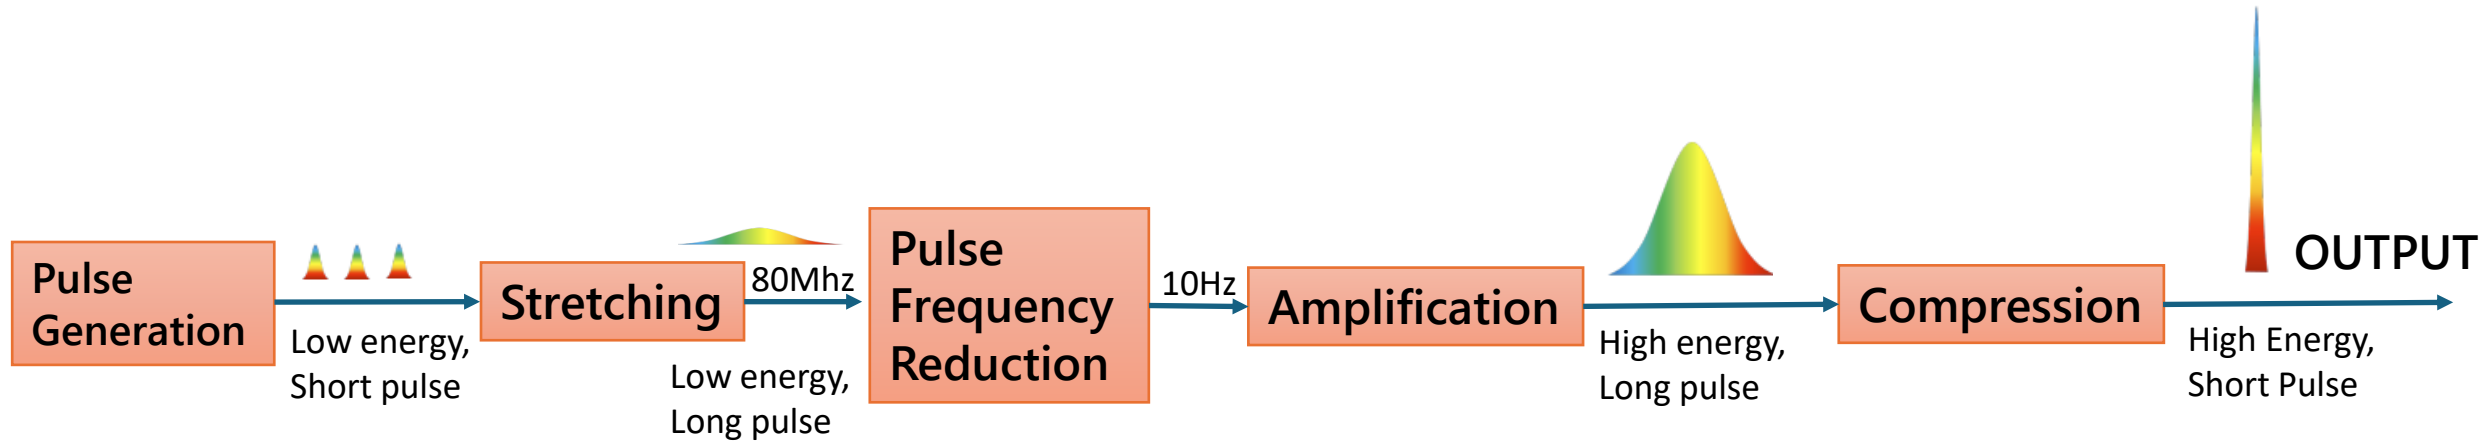 Pulse
Generation
Low energy,
Short pulse
Stretching
80Mhz
Low energy,
Long pulse
Pulse
Frequency
Reduction
10Hz
Amplification
High energy,
Long pulse
Compression
OUTPUT
High Energy,
Short Pulse